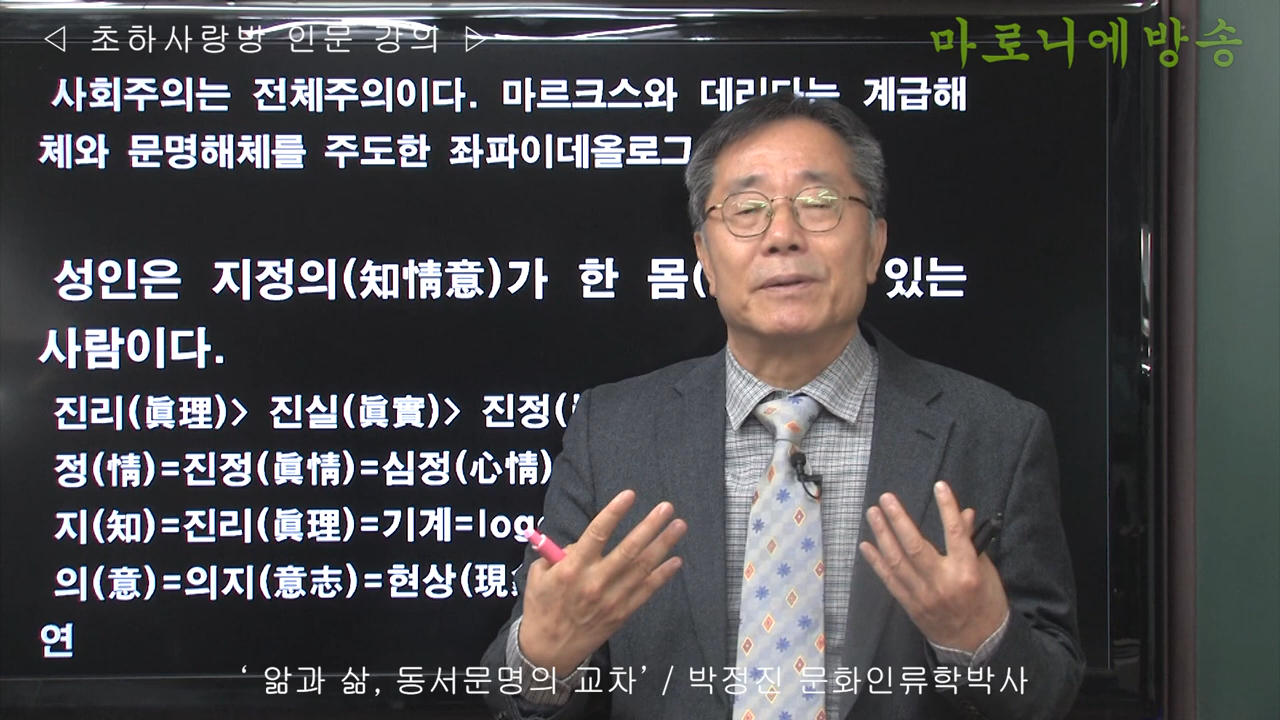 ◁ 초하사랑방 인문 강의 ▷
마로니에방송
사회주의는 전체주의이다. 마르크스와 데리다는 계급해
체와 문명해체를 주도한 좌파이데올로그
성인은 지정의(知情意)가 한 몸( 있는
사람이다.
진리(眞理)> 진실(眞實)> 진정(
정(情)=진정(眞情)=심정(心情)
지(知)=진리(眞理)=기계=log
의(意)=의지(意志)=현상(現
연
‘ 앎과 삶, 동서문명의 교차’ / 박정진 문화인류학박사